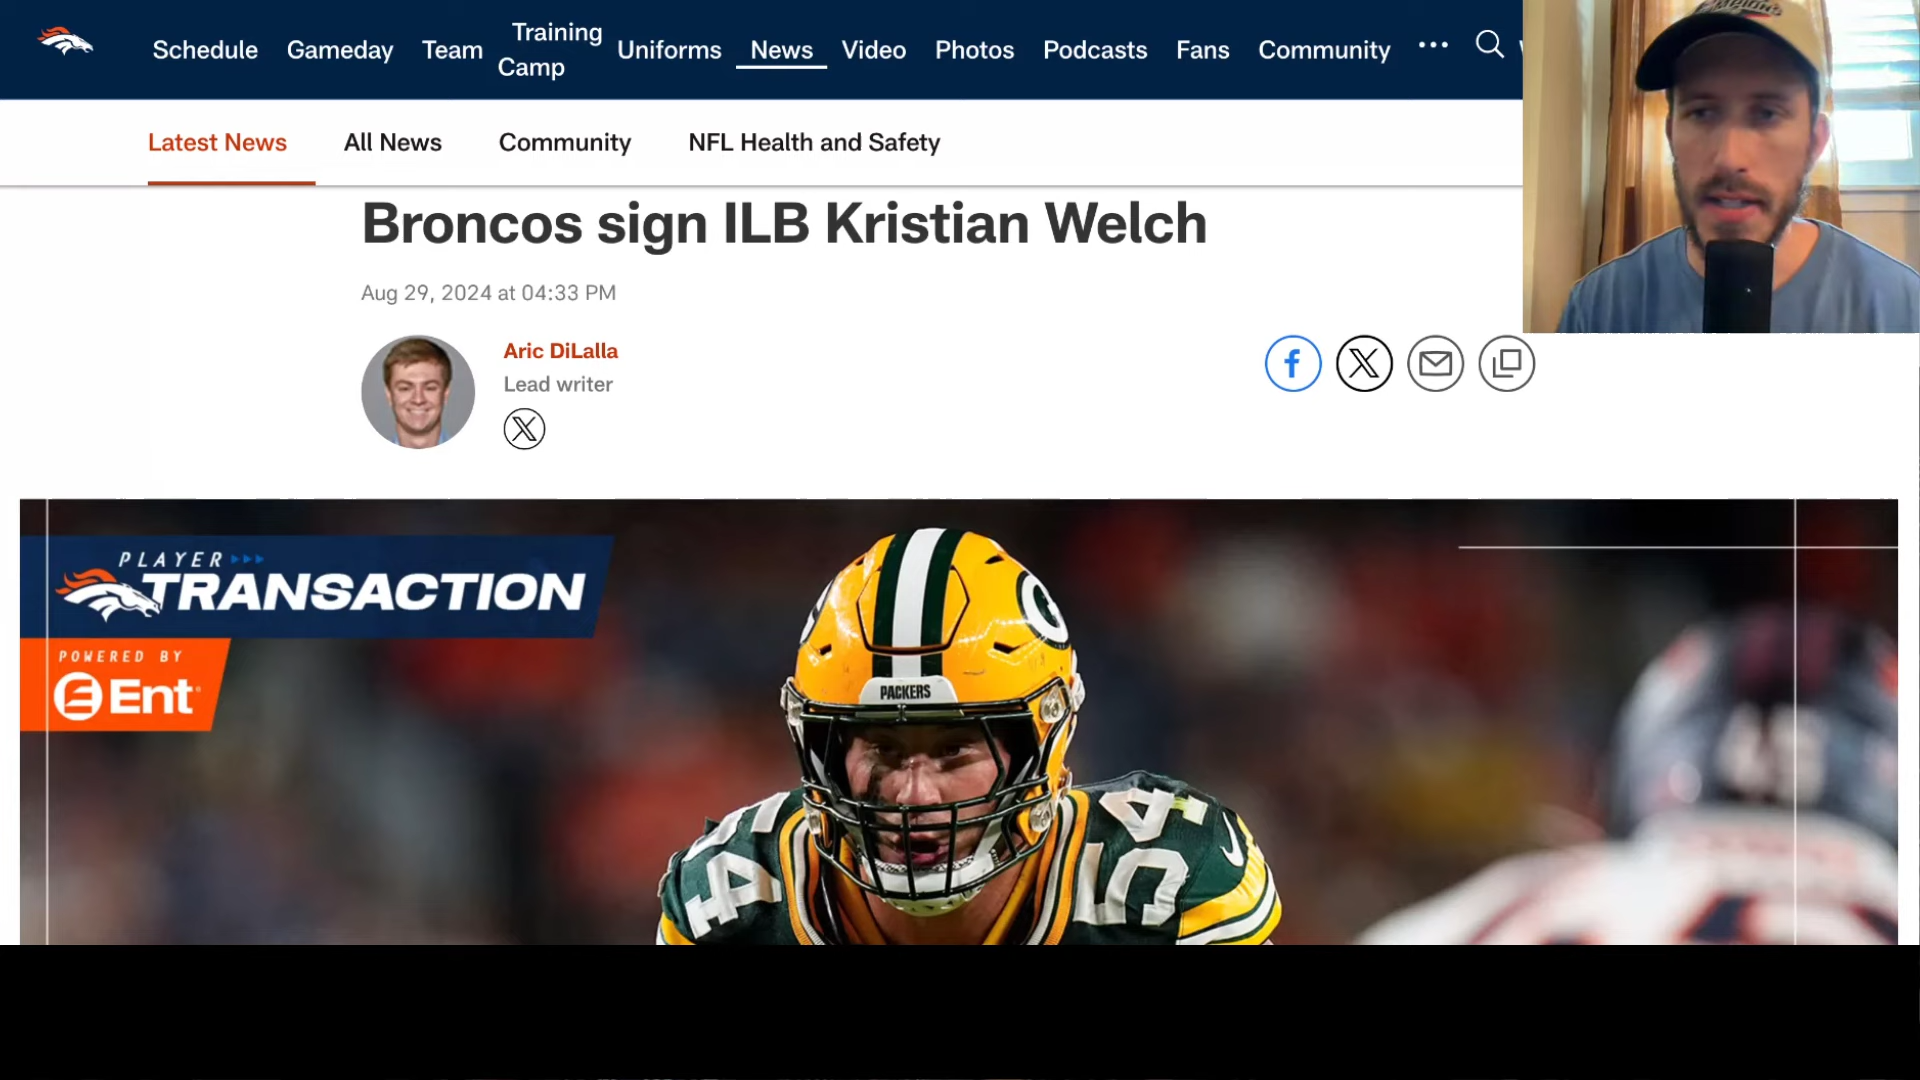 Schedule
Gameday
Team
Training
Camp
Uniforms
News
Video
Photos
Podcasts
Fans
Community
Latest News
All News
Community
NFL Health and Safety
Broncos sign ILB Kristian Welch
Aug 29, 2024 at 04:33 PM
Aric DiLalla
Lead writer
PLAYER
TRANSACTION
POWERED BY
Ent
PACKERS
G
54
54